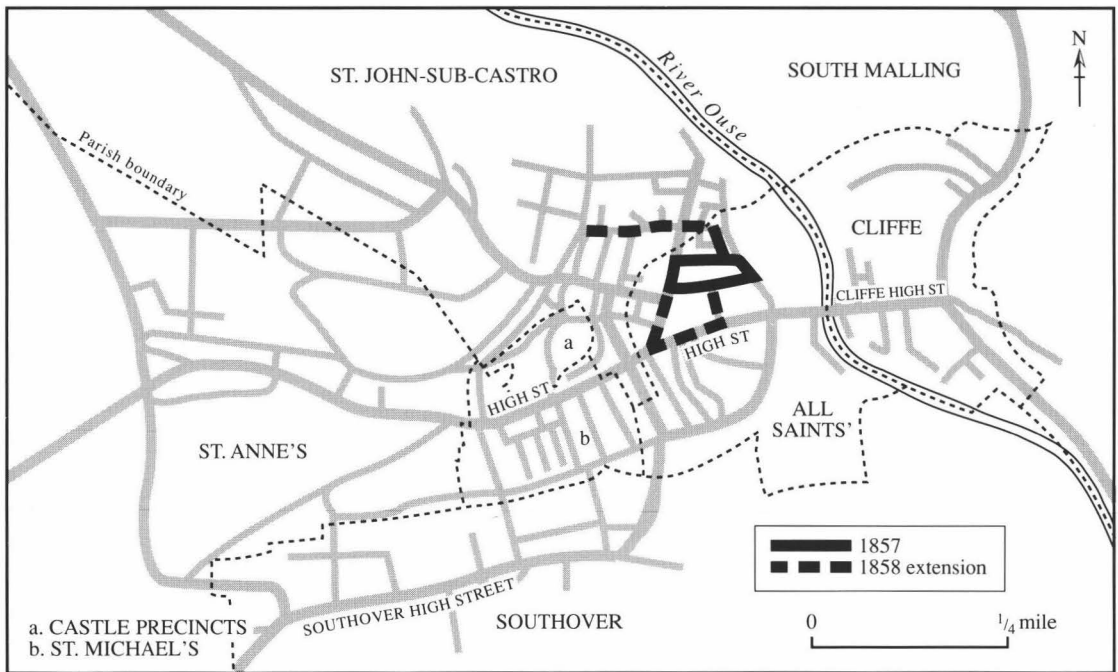 ST. JOHN-SUB-CASTRO
SOUTH MALLING
N
River Ouse
Parish boundary
CLIFFE
CLIFFE HIGH ST
HIGH ST
a
HIGH ST
b
ST. ANNE'S
ALL
SAINTS'
1857
1858 extension
SOUTHOVER HIGH STREET
SOUTHOVER
0
1/4 mile
a. CASTLE PRECINCTS
b. ST. MICHAEL'S